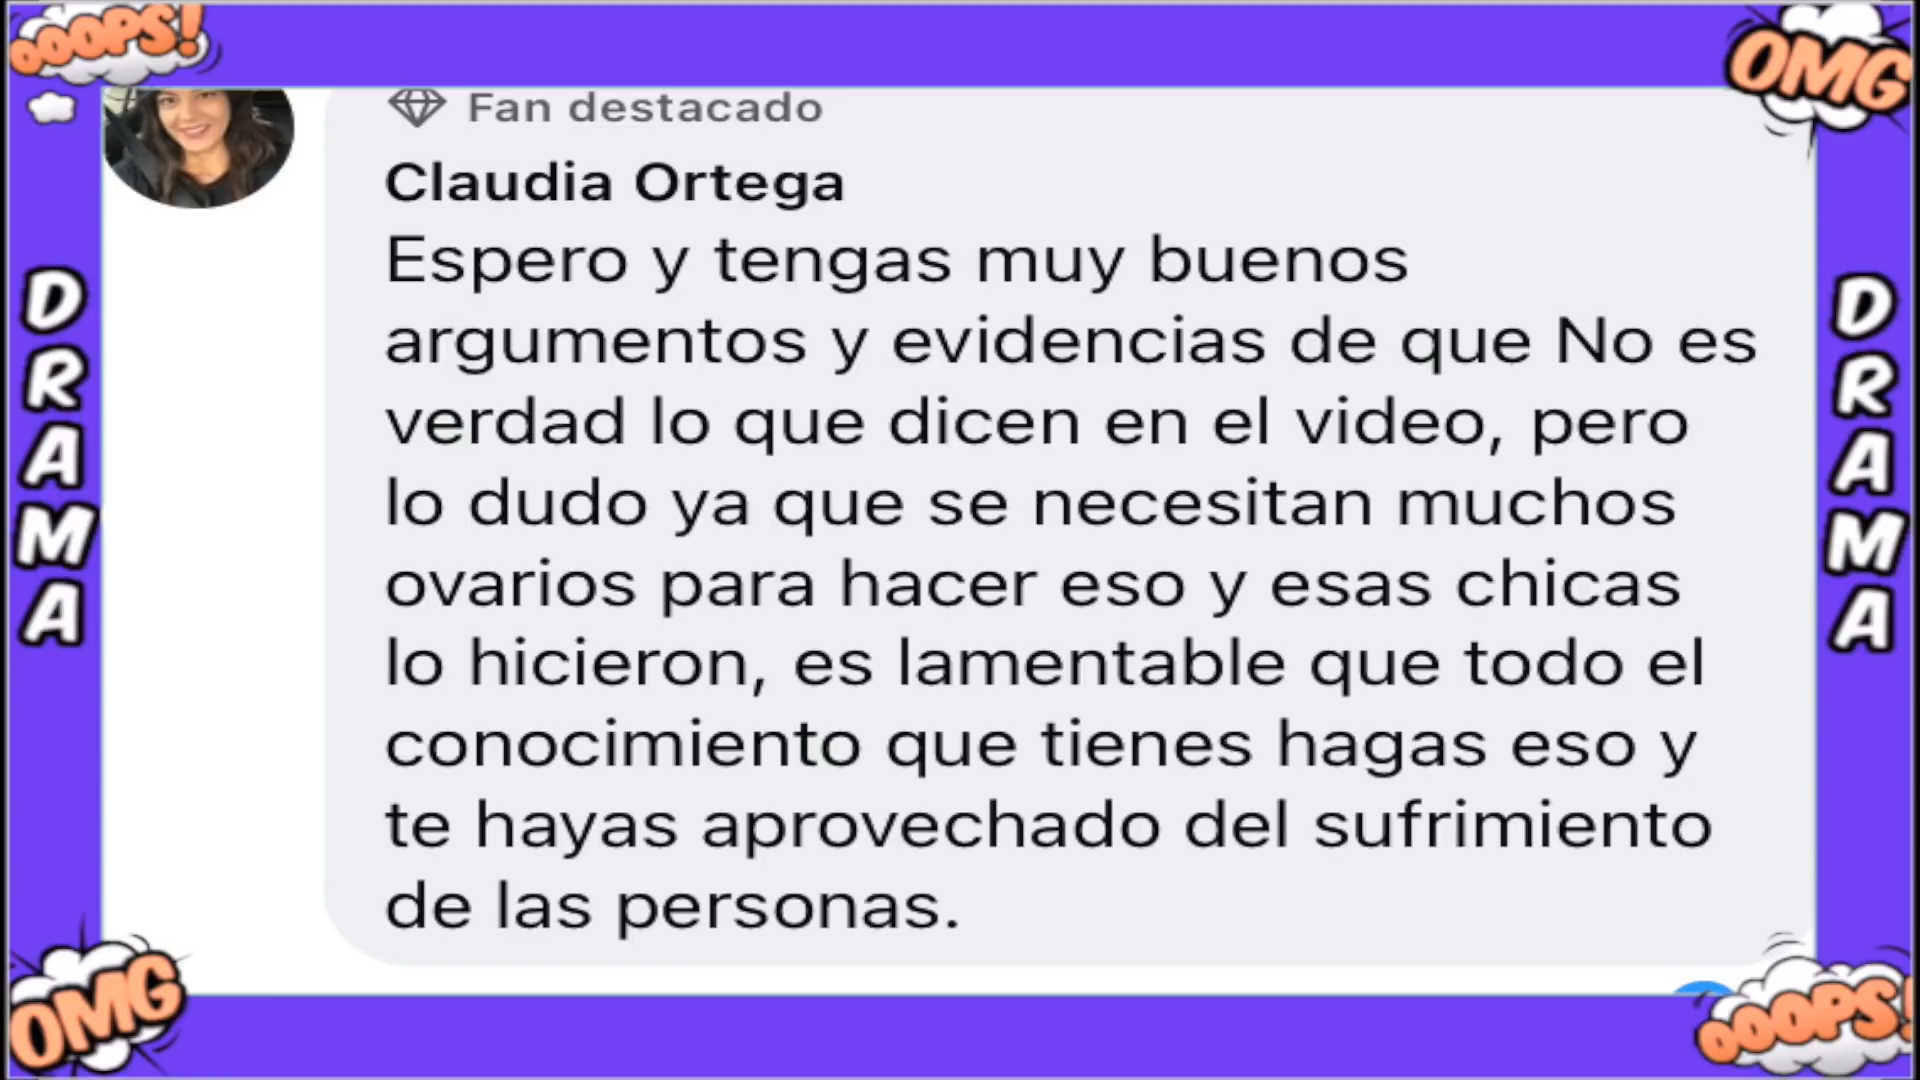 OOOPS!
OMG
Fan destacado
Claudia Ortega
Espero y tengas muy buenos
argumentos y evidencias de que No es
verdad lo que dicen en el video, pero
lo dudo ya que se necesitan muchos
ovarios para hacer eso y esas chicas
lo hicieron, es lamentable que todo el
conocimiento que tienes hagas eso y
te hayas aprovechado del sufrimiento
de las personas.
DRAMA
DRAMA
OMG
OOOPS!